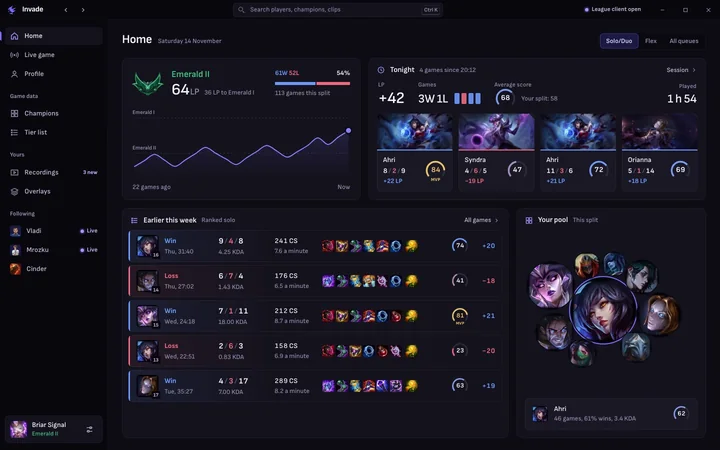 Invade
Search players, champions, clips
Ctrl K
League client open
Home
Live game
Profile
Game data
Champions
Tier list
Yours
Recordings
3 new
Overlays
Following
Vladi
Live
Mrozku
Live
Cinder
Briar Signal
Emerald II
Home
Saturday 14 November
Solo/Duo
Flex
All queues
Emerald II
64 LP
36 LP to Emerald I
61W 52L
54%
113 games this split
Emerald I
Emerald II
22 games ago
Now
Tonight
4 games since 20:12
Session
LP
+42
Games
3W 1L
Average score
68
Your split: 58
Played
1 h 54
Ahri
8 / 2 / 9
+22 LP
84
MVP
Syndra
4 / 6 / 5
−19 LP
47
Ahri
11 / 3 / 6
+21 LP
72
Orianna
5 / 1 / 14
+18 LP
69
Earlier this week
Ranked solo
All games
16
Win
Thu, 31:40
9 / 4 / 8
4.25 KDA
241 CS
7.6 a minute
74
+20
14
Loss
Thu, 27:02
6 / 7 / 4
1.43 KDA
176 CS
6.5 a minute
41
−18
15
Win
Wed, 24:18
7 / 1 / 11
18.00 KDA
212 CS
8.7 a minute
81
MVP
+21
13
Loss
Wed, 22:51
2 / 6 / 3
0.83 KDA
158 CS
6.9 a minute
23
−20
17
Win
Tue, 35:27
4 / 3 / 17
7.00 KDA
289 CS
8.2 a minute
63
+19
Your pool
This split
Ahri
46 games, 61% wins, 3.4 KDA
62